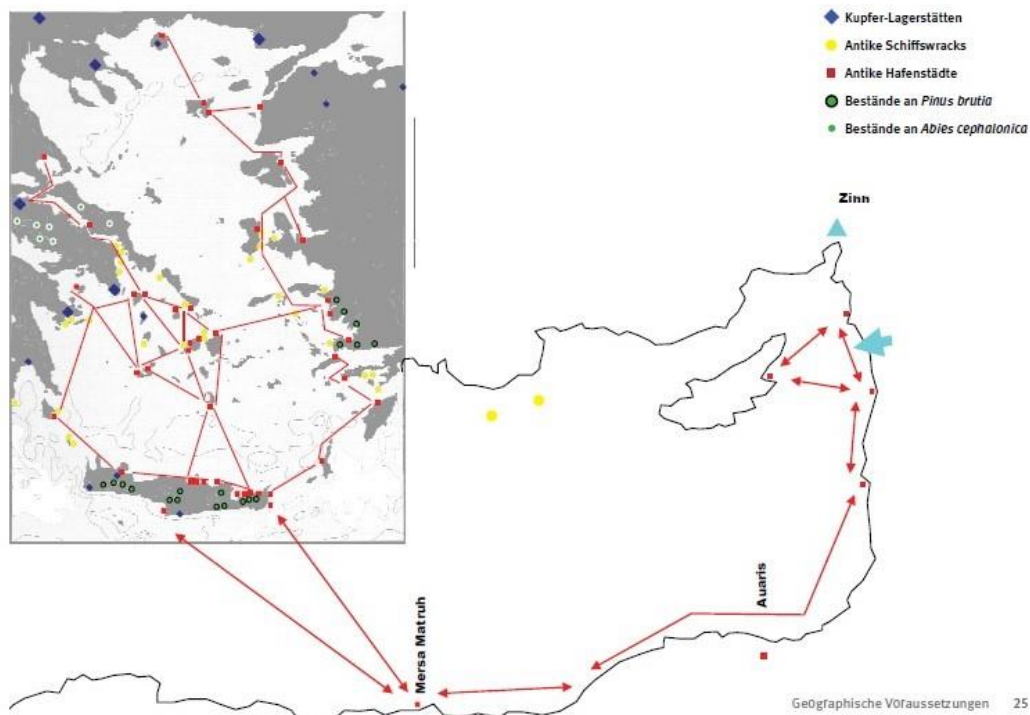 Kupfer-Lagerstätten
Antike Schiffswracks
Antike Hafenstädte
Bestände an Pinus brutia
Bestände an Abies cephalonica
Zinn
Auaris
Mersa Matruh
Geographische Voraussetzungen 25